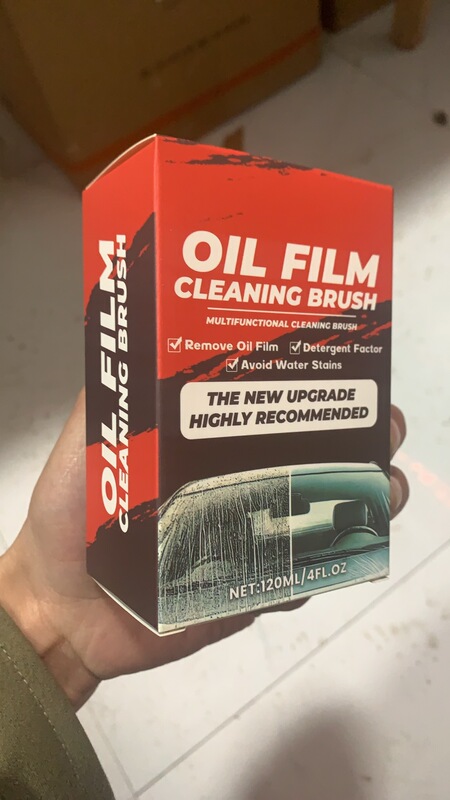 OIL FILM
CLEANING BRUSH
OIL FILM
CLEANING BRUSH
MULTIFUNCTIONAL CLEANING BRUSH
Remove Oil Film
Detergent Factor
Avoid Water Stains
THE NEW UPGRADE
HIGHLY RECOMMENDED
NET:120ML/4FL.OZ